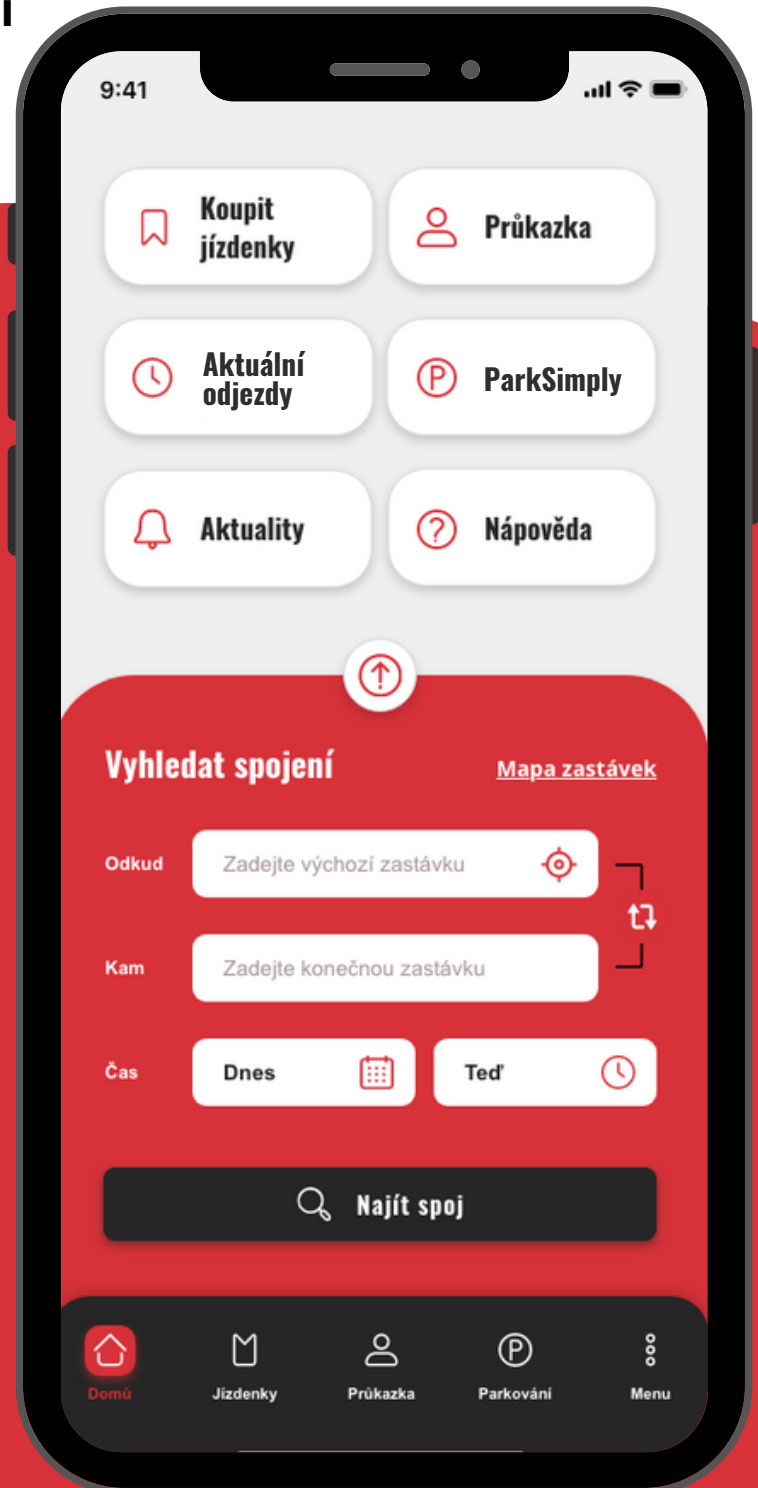 9:41
Koupit
jízdenky
Průkazka
Aktuální
odjezdy
ParkSimply
Aktuality
Nápověda
Vyhledat spojení
Mapa zastávek
Odkud
Zadejte výchozí zastávku
Kam
Zadejte konečnou zastávku
Čas
Dnes
Teď
Najít spoj
Domů
Jízdenky
Průkazka
Parkování
Menu